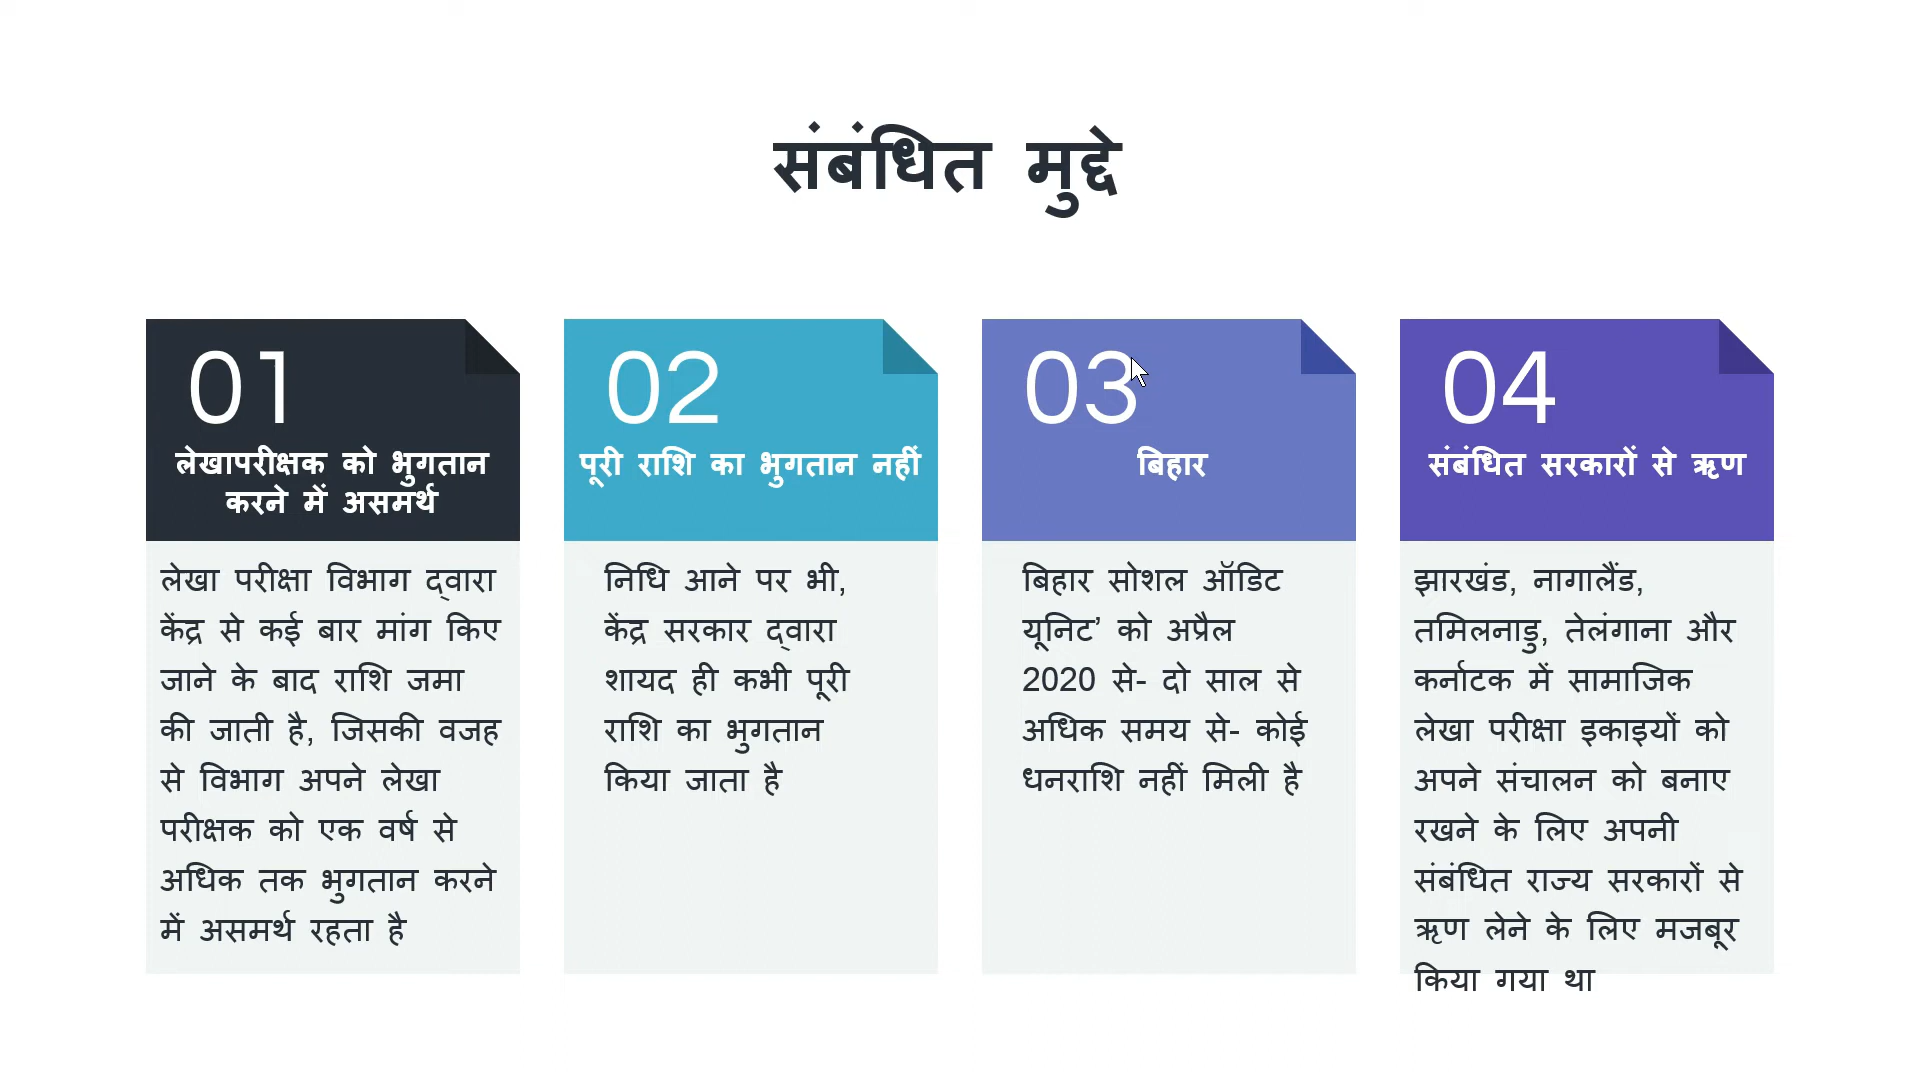 संबंधित मुद्दे
01
लेखापरीक्षक को भुगतान
करने में असमर्थ
लेखा परीक्षा विभाग द्वारा
केंद्र से कई बार मांग किए
जाने के बाद राशि जमा
की जाती है, जिसकी वजह
से विभाग अपने लेखा
परीक्षक को एक वर्ष से
अधिक तक भुगतान करने
में असमर्थ रहता है
02
पूरी राशि का भुगतान नहीं
निधि आने पर भी,
केंद्र सरकार द्वारा
शायद ही कभी पूरी
राशि का भुगतान
किया जाता है
03
बिहार
बिहार सोशल ऑडिट
यूनिट’ को अप्रैल
2020 से- दो साल से
अधिक समय से- कोई
धनराशि नहीं मिली है
04
संबंधित सरकारों से ऋण
झारखंड, नागालैंड,
तमिलनाडु, तेलंगाना और
कर्नाटक में सामाजिक
लेखा परीक्षा इकाइयों को
अपने संचालन को बनाए
रखने के लिए अपनी
संबंधित राज्य सरकारों से
ऋण लेने के लिए मजबूर
किया गया था